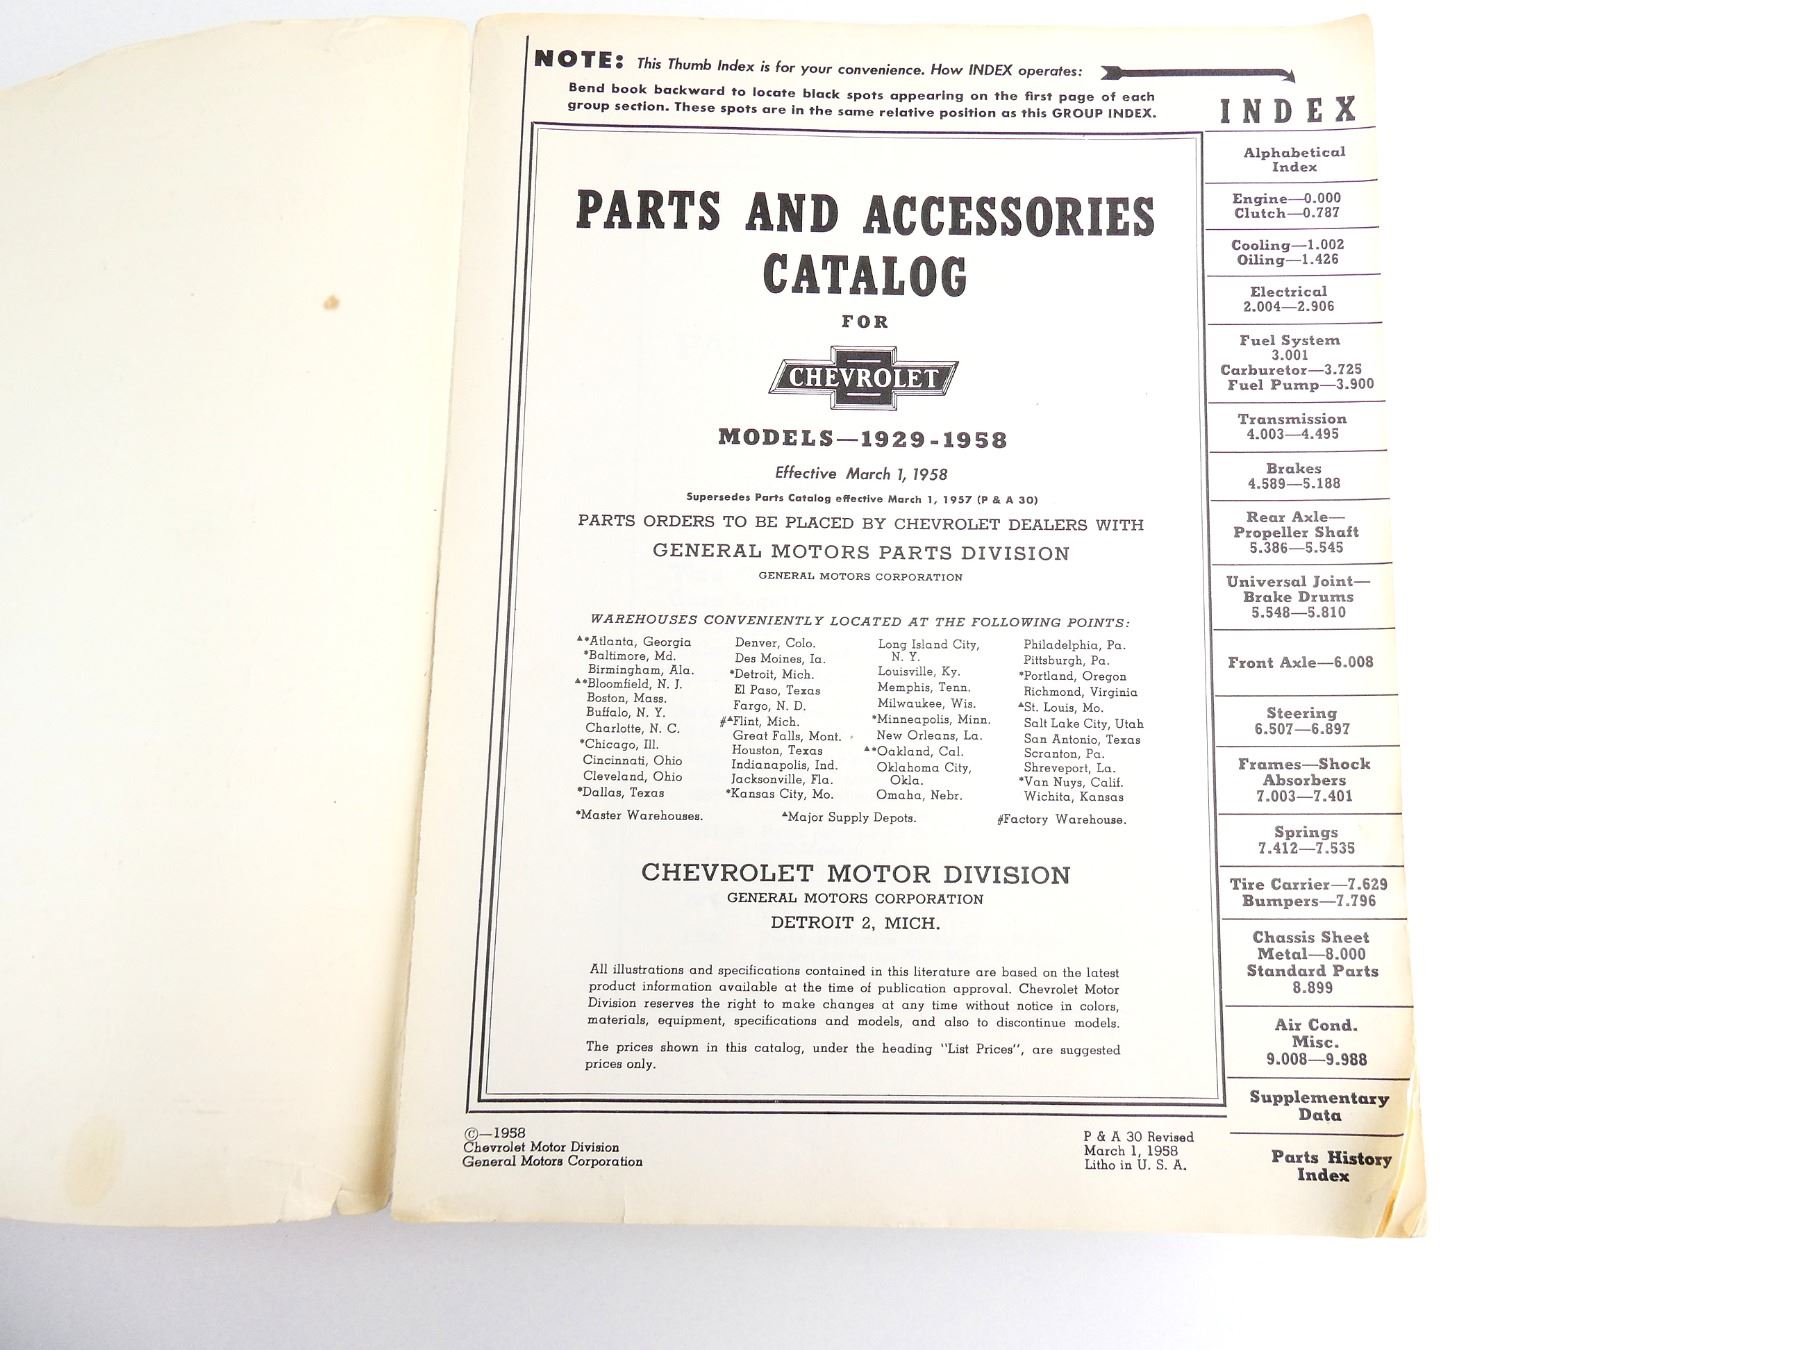 NOTE: This Thumb Index is for your convenience. How INDEX operates:
Bend book backward to locate black spots appearing on the first page of each
group section. These spots are in the same relative position as this GROUP INDEX.
PARTS AND ACCESSORIES
CATALOG
FOR
CHEVROLET
MODELS—1929-1958
Effective March 1, 1958
Supersedes Parts Catalog effective March 1, 1957 (P & A 30)
PARTS ORDERS TO BE PLACED BY CHEVROLET DEALERS WITH
GENERAL MOTORS PARTS DIVISION
GENERAL MOTORS CORPORATION
WAREHOUSES CONVENIENTLY LOCATED AT THE FOLLOWING POINTS:
▲*Atlanta, Georgia
*Baltimore, Md.
Birmingham, Ala.
▲*Bloomfield, N. J.
Boston, Mass.
Buffalo, N. Y.
Charlotte, N. C.
*Chicago, Ill.
Cincinnati, Ohio
Cleveland, Ohio
*Dallas, Texas
Denver, Colo.
Des Moines, Ia.
*Detroit, Mich.
El Paso, Texas
Fargo, N. D.
#▲Flint, Mich.
Great Falls, Mont.
Houston, Texas
Indianapolis, Ind.
Jacksonville, Fla.
*Kansas City, Mo.
Long Island City,
N. Y.
Louisville, Ky.
Memphis, Tenn.
Milwaukee, Wis.
*Minneapolis, Minn.
New Orleans, La.
▲*Oakland, Cal.
Oklahoma City,
Okla.
Omaha, Nebr.
Philadelphia, Pa.
Pittsburgh, Pa.
*Portland, Oregon
Richmond, Virginia
▲St. Louis, Mo.
Salt Lake City, Utah
San Antonio, Texas
Scranton, Pa.
Shreveport, La.
*Van Nuys, Calif.
Wichita, Kansas
*Master Warehouses. ▲Major Supply Depots. #Factory Warehouse.
CHEVROLET MOTOR DIVISION
GENERAL MOTORS CORPORATION
DETROIT 2, MICH.
All illustrations and specifications contained in this literature are based on the latest
product information available at the time of publication approval. Chevrolet Motor
Division reserves the right to make changes at any time without notice in colors,
materials, equipment, specifications and models, and also to discontinue models.
The prices shown in this catalog, under the heading "List Prices", are suggested
prices only.
©—1958
Chevrolet Motor Division
General Motors Corporation
P & A 30 Revised
March 1, 1958
Litho in U. S. A.
INDEX
Alphabetical
Index
Engine—0.000
Clutch—0.787
Cooling—1.002
Oiling—1.426
Electrical
2.004—2.906
Fuel System
3.001
Carburetor—3.725
Fuel Pump—3.900
Transmission
4.003—4.495
Brakes
4.589—5.188
Rear Axle—
Propeller Shaft
5.386—5.545
Universal Joint—
Brake Drums
5.548—5.810
Front Axle—6.008
Steering
6.507—6.897
Frames—Shock
Absorbers
7.003—7.401
Springs
7.412—7.535
Tire Carrier—7.629
Bumpers—7.796
Chassis Sheet
Metal—8.000
Standard Parts
8.899
Air Cond.
Misc.
9.008—9.988
Supplementary
Data
Parts History
Index